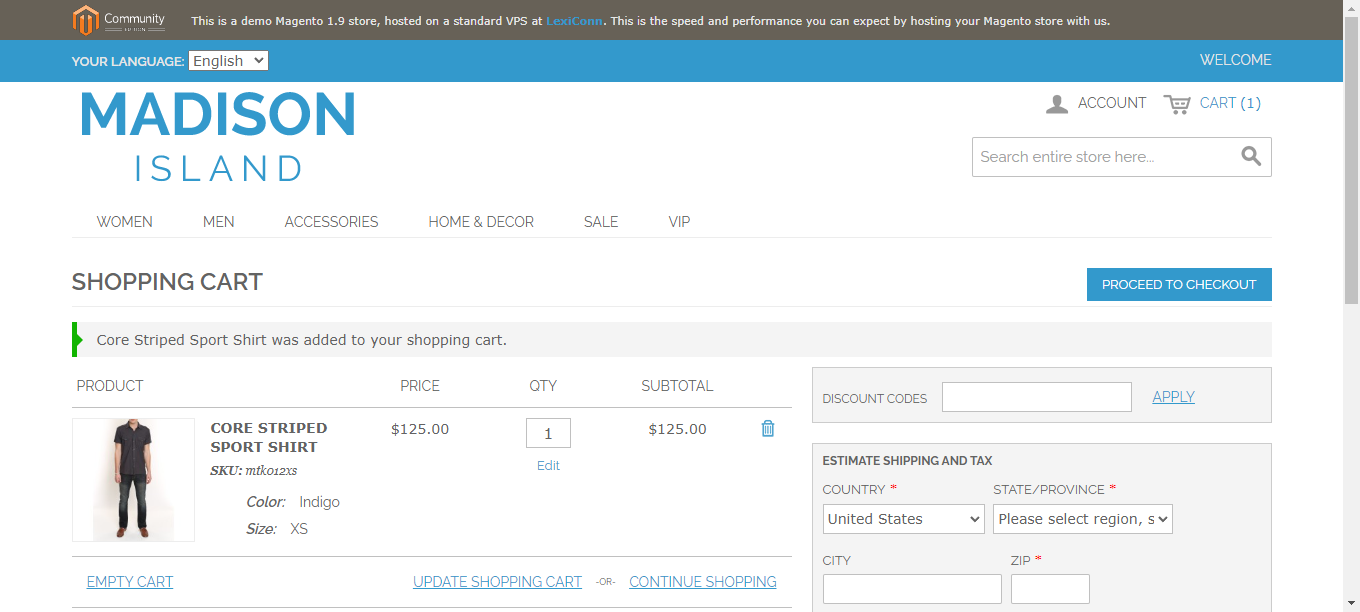 Community
This is a demo Magento 1.9 store, hosted on a standard VPS at LexiConn. This is the speed and performance you can expect by hosting your Magento store with us.
YOUR LANGUAGE: English
WELCOME
MADISON
ISLAND
ACCOUNT
CART (1)
Search entire store here...
WOMEN MEN ACCESSORIES HOME & DECOR SALE VIP
SHOPPING CART
PROCEED TO CHECKOUT
Core Striped Sport Shirt was added to your shopping cart.
PRODUCT PRICE QTY SUBTOTAL
CORE STRIPED
SPORT SHIRT
SKU: mtk012xs
Color: Indigo
Size: XS
$125.00
1
Edit
$125.00
EMPTY CART
UPDATE SHOPPING CART -OR- CONTINUE SHOPPING
DISCOUNT CODES
APPLY
ESTIMATE SHIPPING AND TAX
COUNTRY * STATE/PROVINCE *
United States Please select region, s
CITY ZIP *